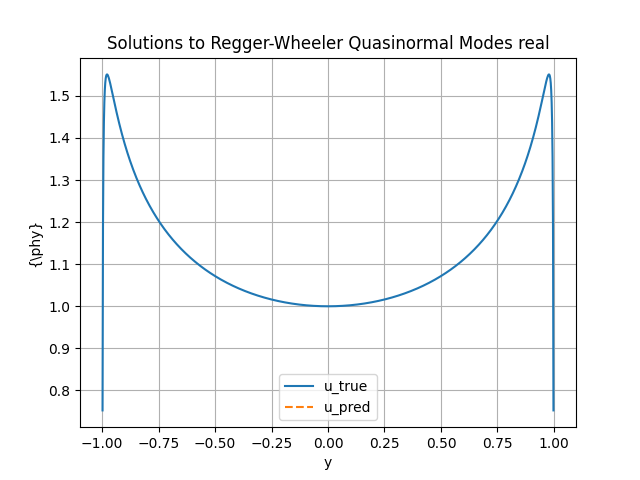 Solutions to Regger-Wheeler Quasinormal Modes real
{\phy}
1.5
1.4
1.3
1.2
1.1
1.0
0.9
0.8
u_true
u_pred
−1.00 −0.75 −0.50 −0.25 0.00 0.25 0.50 0.75 1.00
y